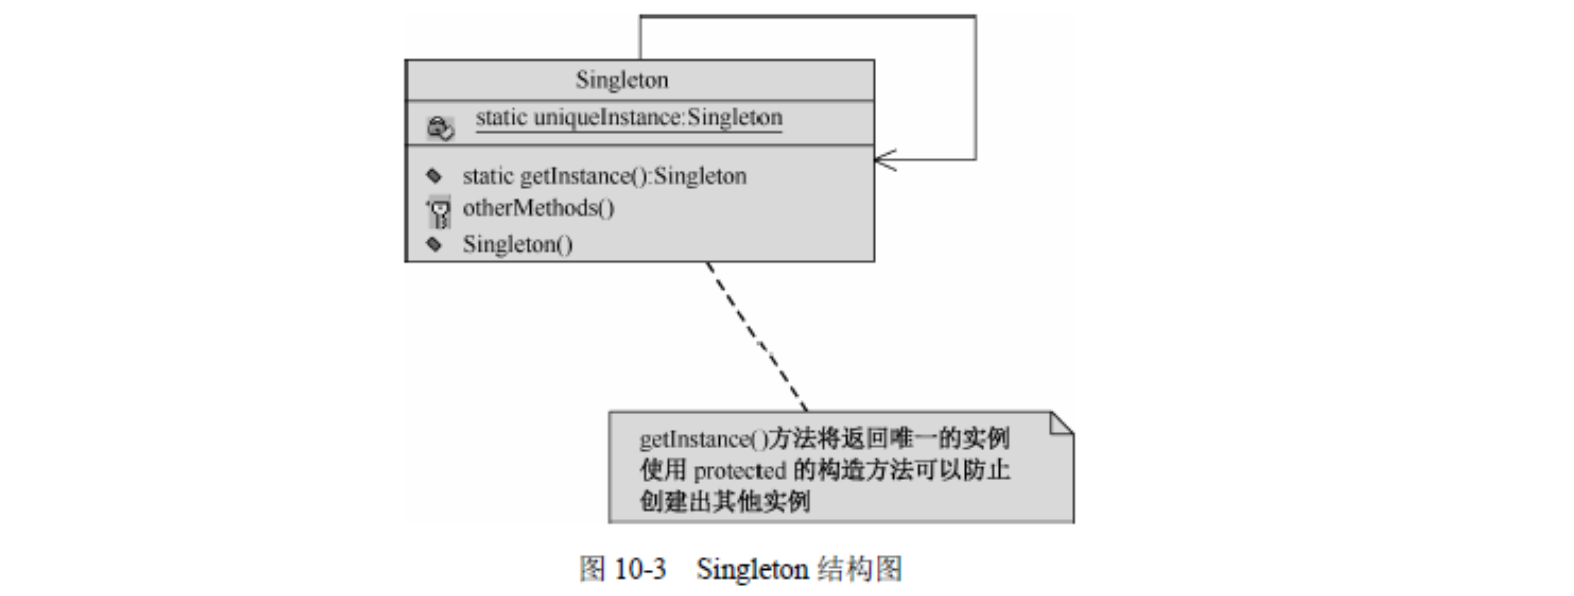 Singleton
static uniqueInstance:Singleton
static getInstance():Singleton
otherMethods()
Singleton()
getInstance()方法将返回唯一的实例
使用 protected 的构造方法可以防止
创建出其他实例
图 10-3 Singleton 结构图